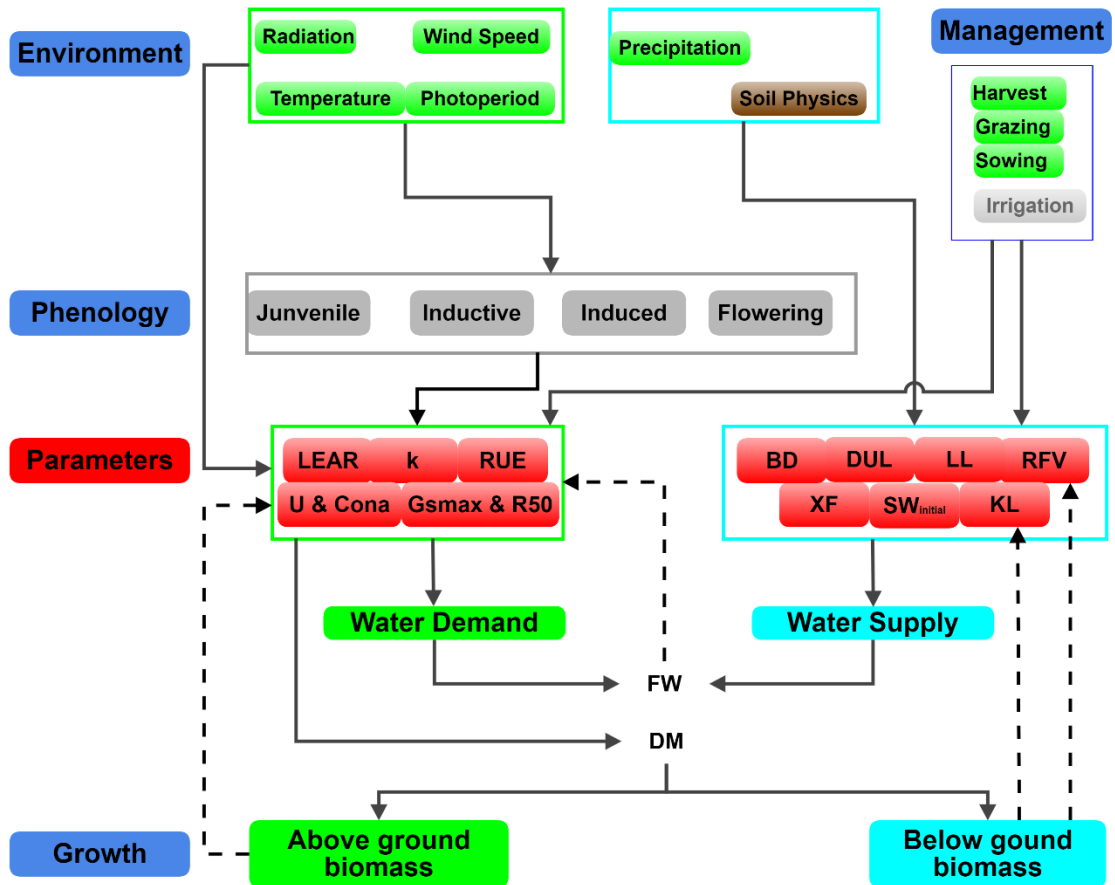 Environment
Radiation
Wind Speed
Temperature
Photoperiod
Precipitation
Soil Physics
Management
Harvest
Grazing
Sowing
Irrigation
Phenology
Junvenile
Inductive
Induced
Flowering
Parameters
LEAR
k
RUE
U & Cona
Gsmax & R50
BD
DUL
LL
RFV
XF
SWinitial
KL
Water Demand
Water Supply
FW
DM
Growth
Above ground
biomass
Below gound
biomass